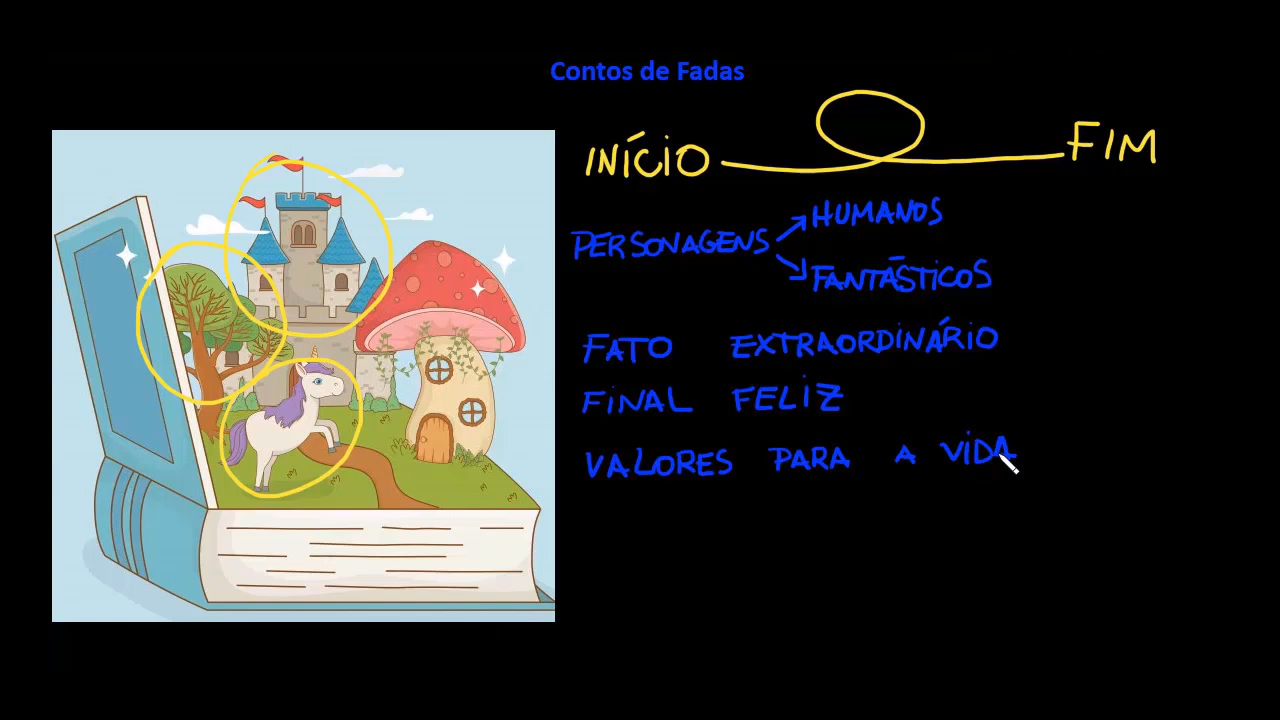 Contos de Fadas
INÍCIO FIM
PERSONAGENS HUMANOS
FANTÁSTICOS
FATO EXTRAORDINÁRIO
FINAL FELIZ
VALORES PARA A VIDA